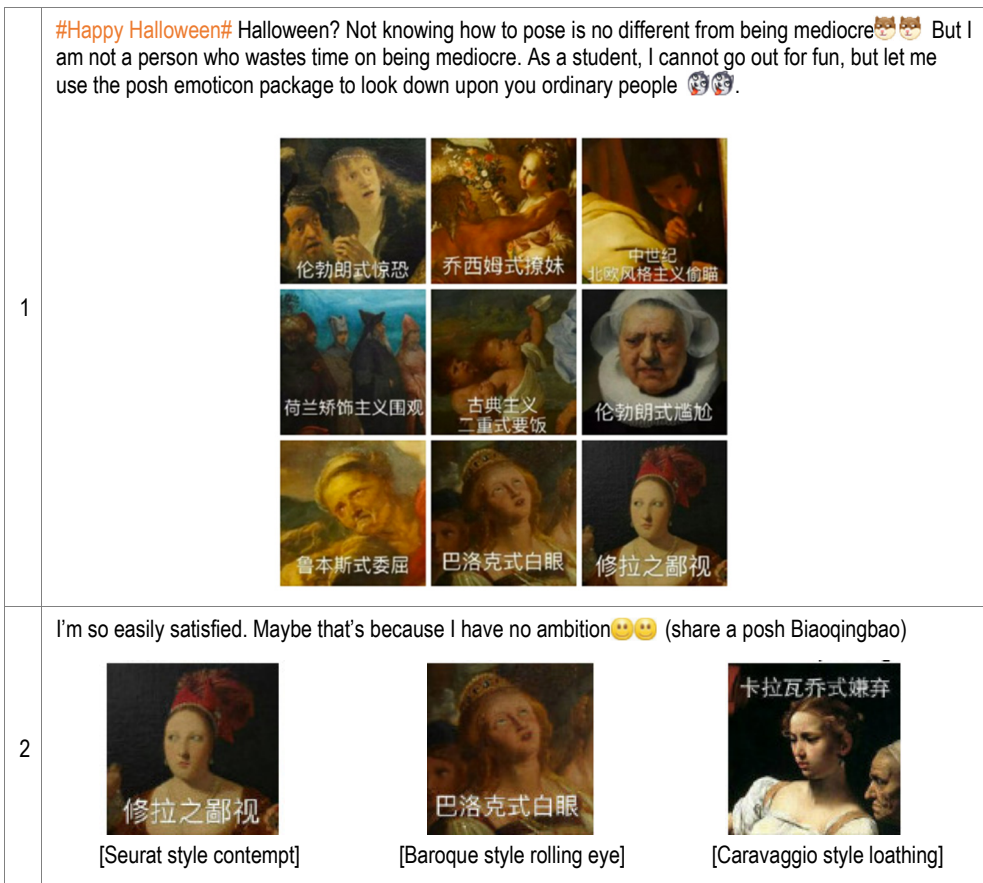 #Happy Halloween# Halloween? Not knowing how to pose is no different from being mediocre But I
am not a person who wastes time on being mediocre. As a student, I cannot go out for fun, but let me
use the posh emoticon package to look down upon you ordinary people .
1
伦勃朗式惊恐
乔西姆式撩妹
中世纪
北欧风格主义偷瞄
荷兰矫饰主义围观
古典主义
二重式要饭
伦勃朗式尴尬
鲁本斯式委屈
巴洛克式白眼
修拉之鄙视
I'm so easily satisfied. Maybe that's because I have no ambition (share a posh Biaoqingbao)
2
修拉之鄙视
巴洛克式白眼
卡拉瓦乔式嫌弃
[Seurat style contempt]
[Baroque style rolling eye]
[Caravaggio style loathing]